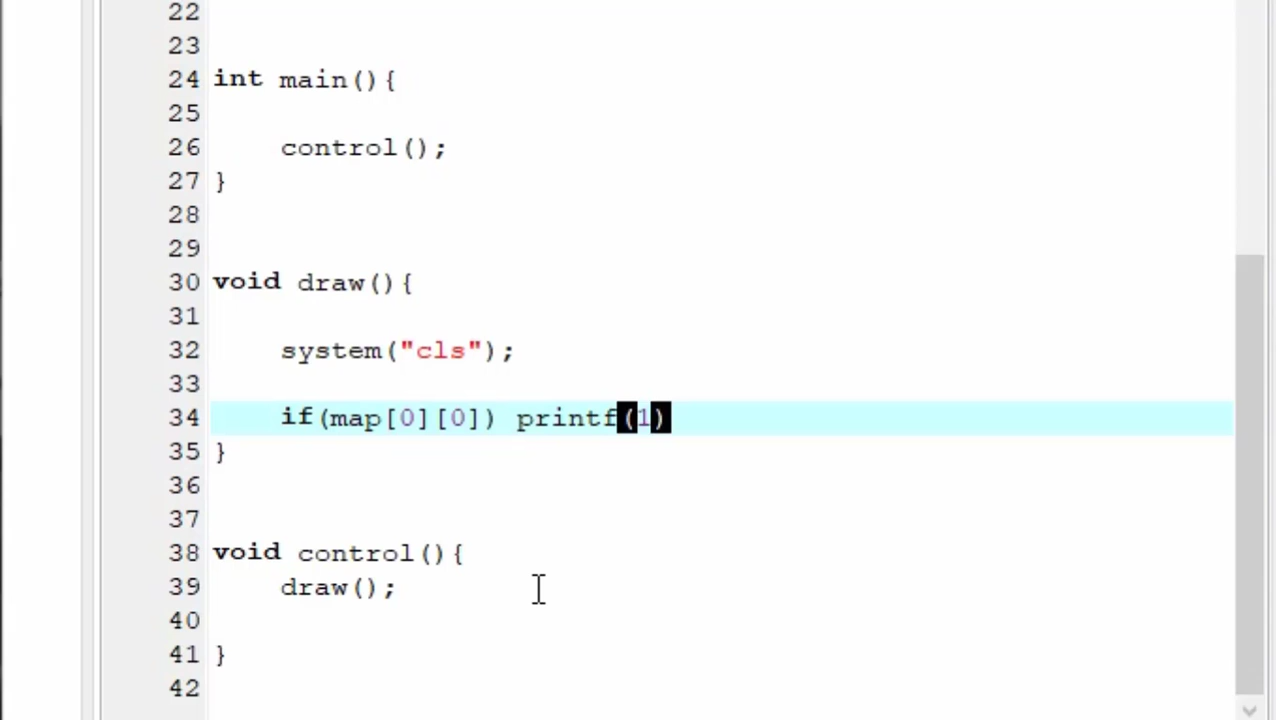 22
23
24 int main(){
25
26     control();
27 }
28
29
30 void draw(){
31
32     system("cls");
33
34     if(map[0][0]) printf(1)
35 }
36
37
38 void control(){
39     draw();
40
41 }
42